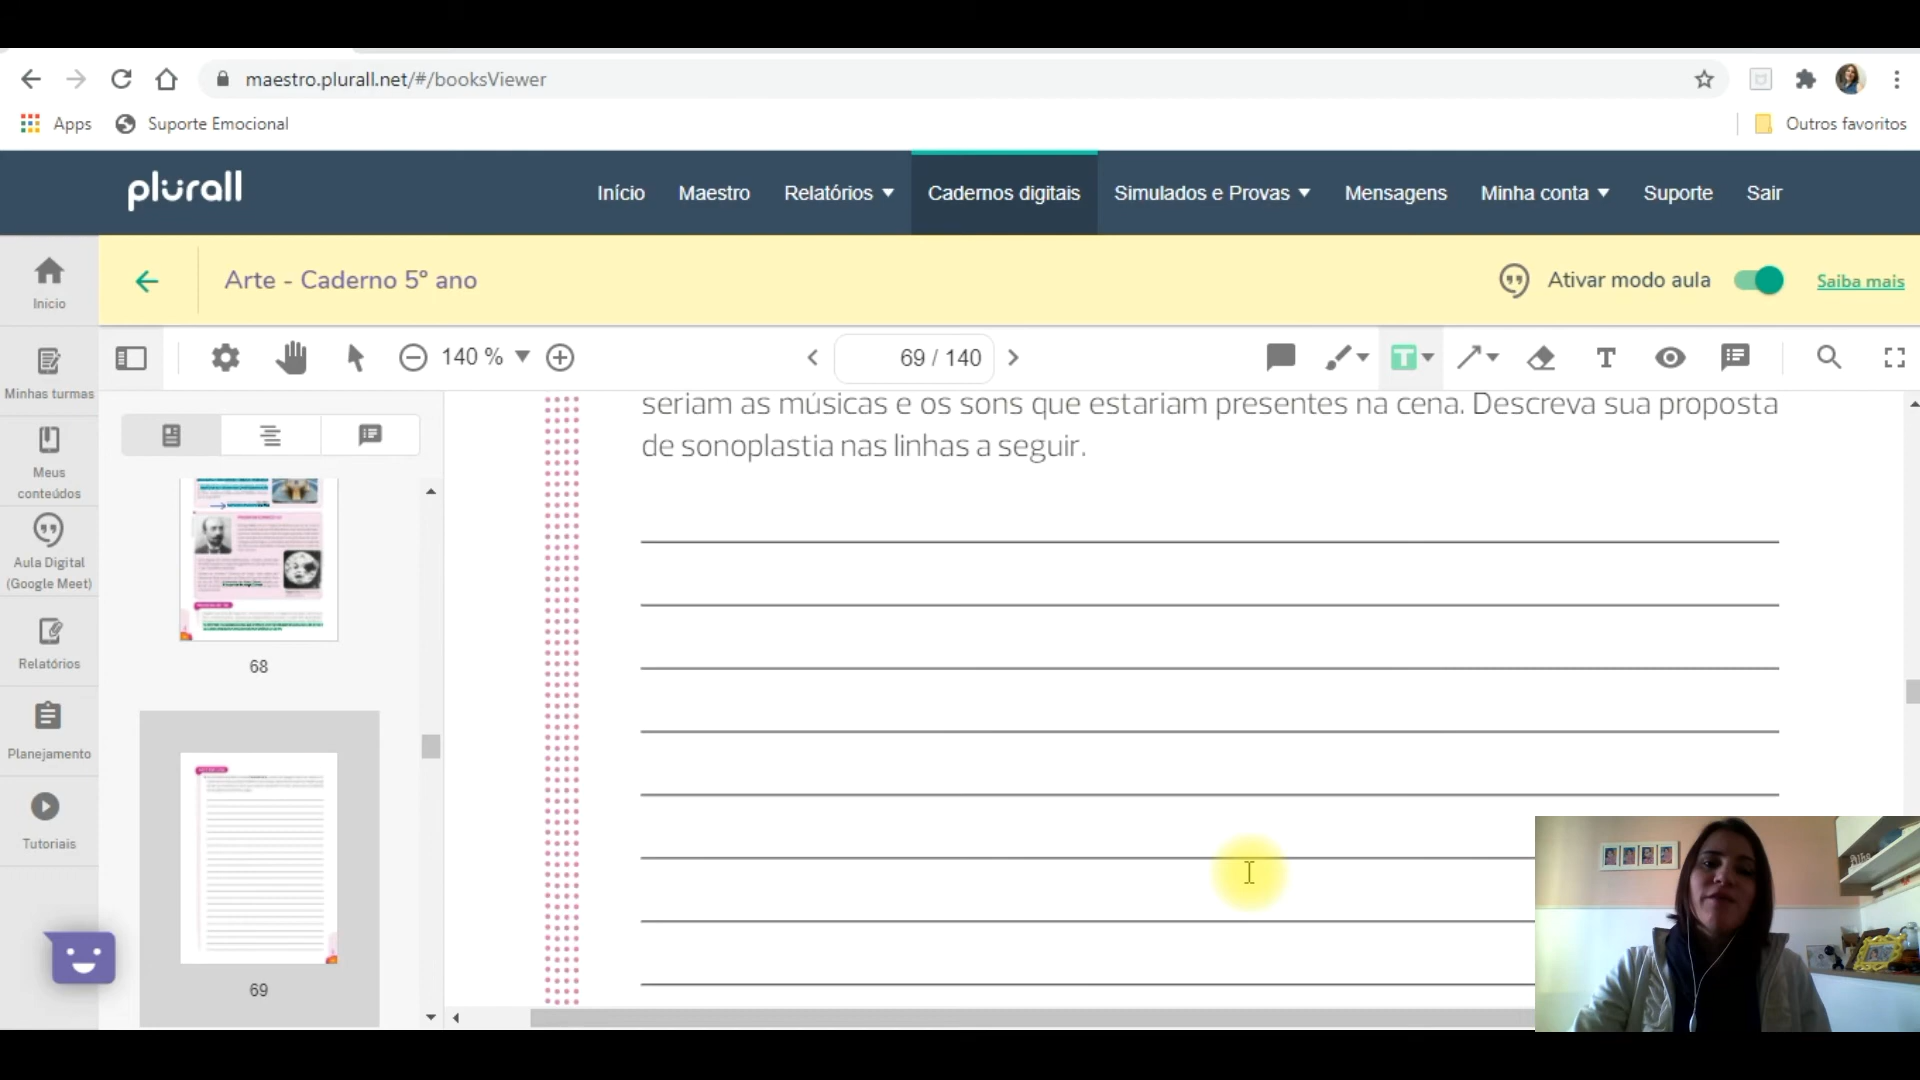 maestro.plurall.net/#/booksViewer
Apps Suporte Emocional Outros favoritos
plurall Início Maestro Relatórios Cadernos digitais Simulados e Provas Mensagens Minha conta Suporte Sair
Arte - Caderno 5º ano Ativar modo aula Saiba mais
140 % 69 / 140
seriam as músicas e os sons que estariam presentes na cena. Descreva sua proposta
de sonoplastia nas linhas a seguir.
Início
Minhas turmas
Meus
conteúdos
Aula Digital
(Google Meet)
Relatórios
Planejamento
Tutoriais
68
69